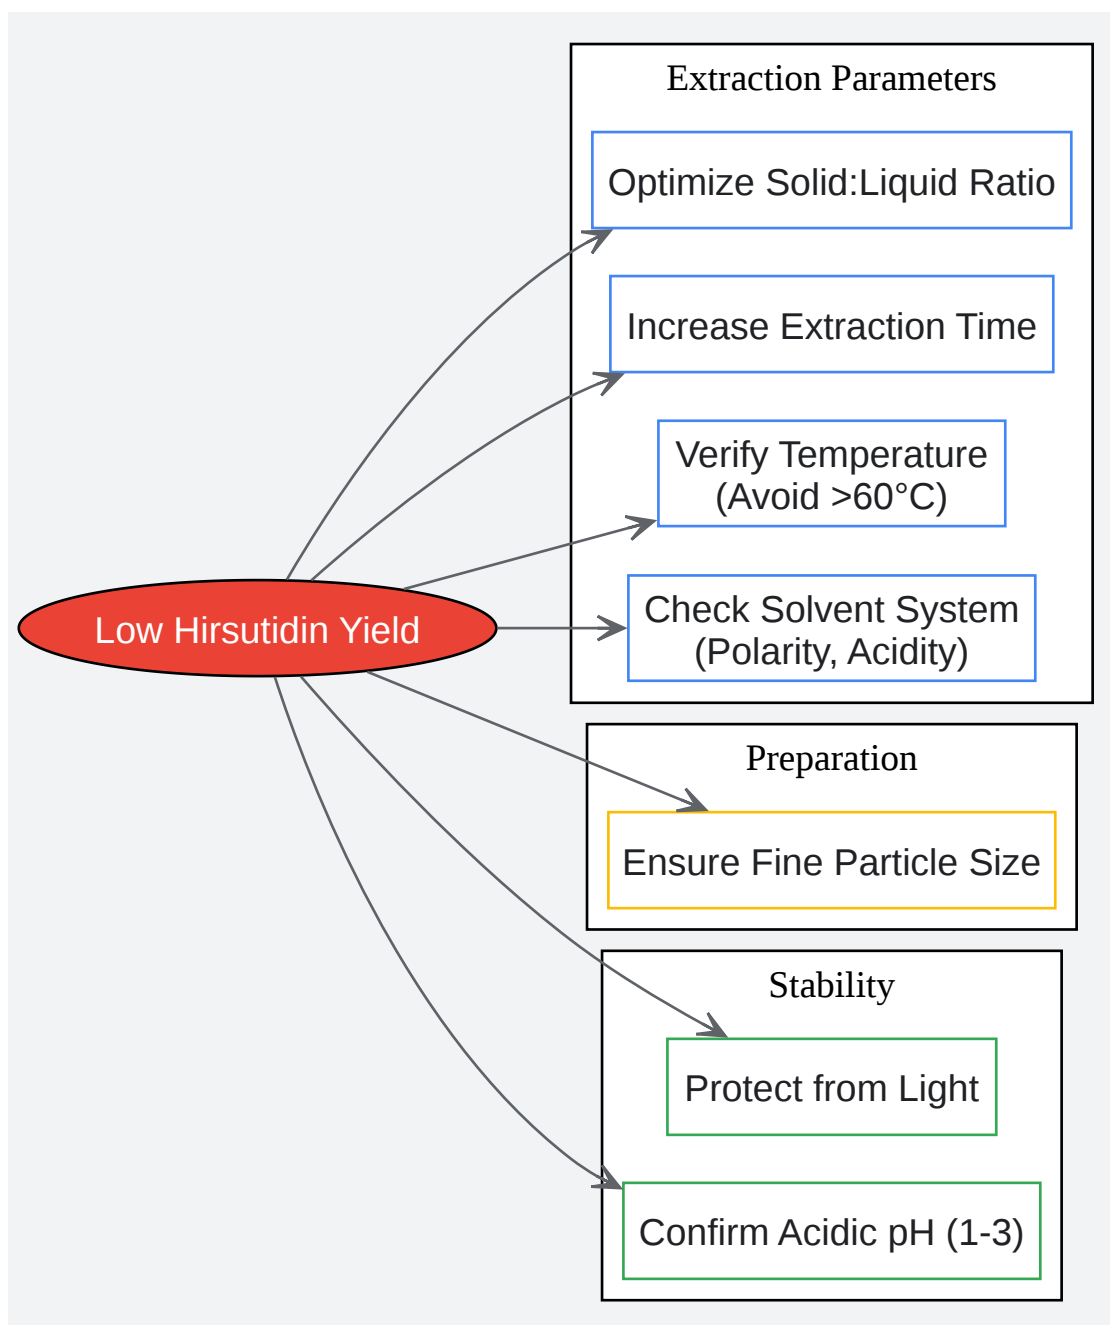 Extraction Parameters
Optimize Solid:Liquid Ratio
Increase Extraction Time
Verify Temperature
(Avoid >60°C)
Check Solvent System
(Polarity, Acidity)
Low Hirsutidin Yield
Preparation
Ensure Fine Particle Size
Stability
Protect from Light
Confirm Acidic pH (1-3)